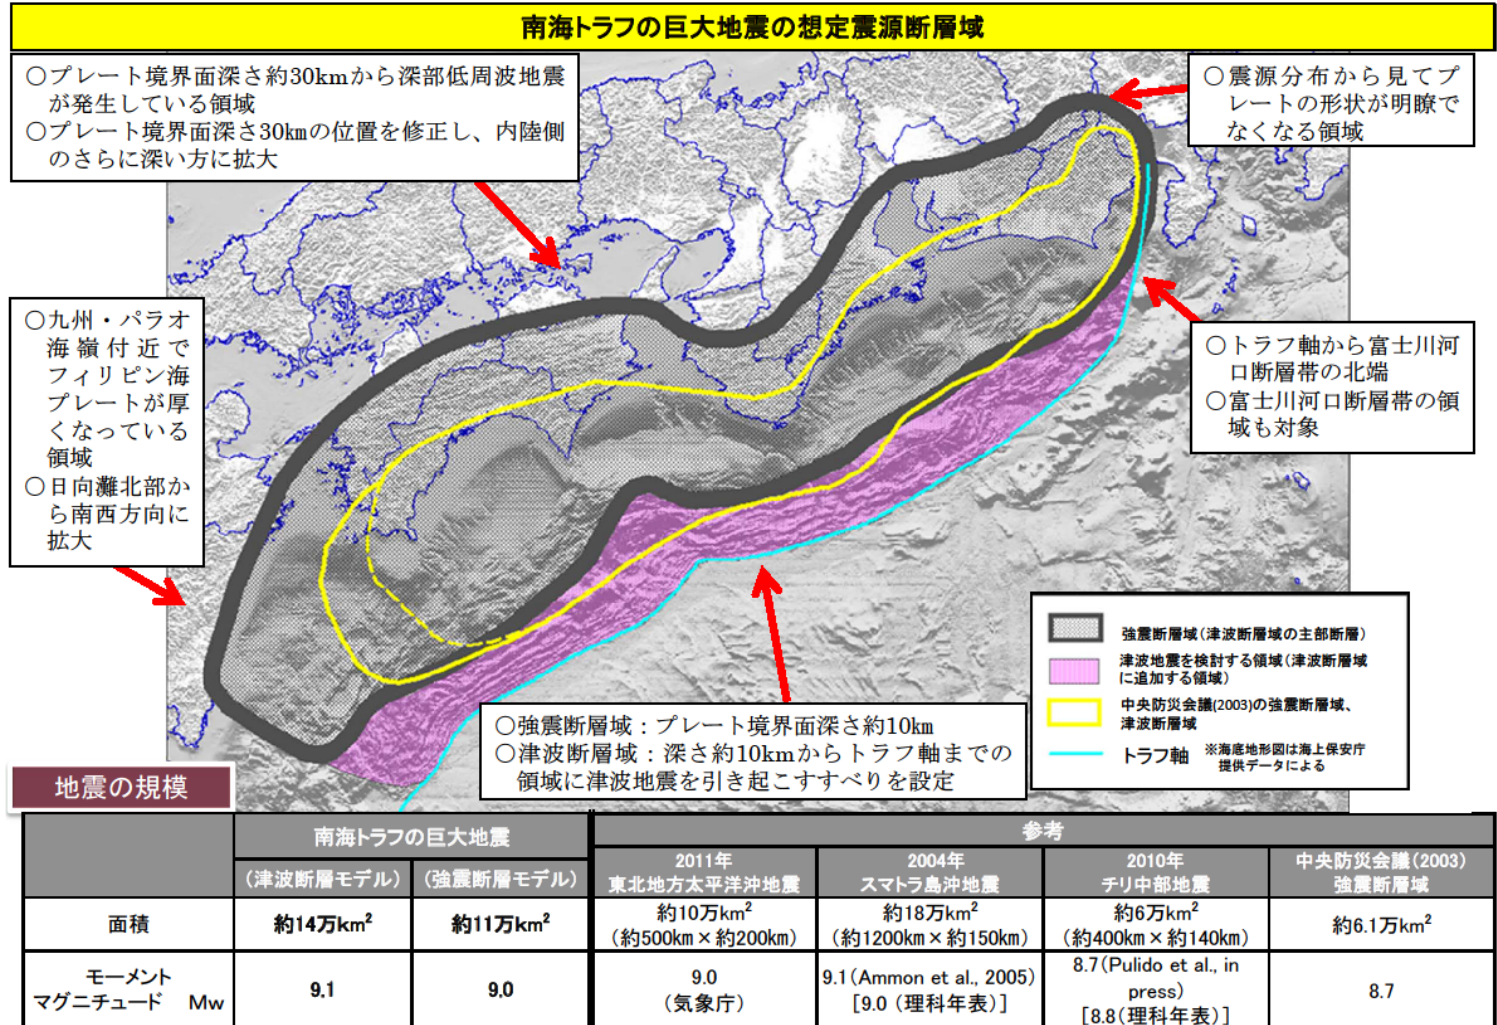 南海トラフの巨大地震の想定震源断層域
○プレート境界面深さ約30kmから深部低周波地震
が発生している領域
○プレート境界面深さ30㎞の位置を修正し、内陸側
のさらに深い方に拡大
○震源分布から見てプ
レートの形状が明瞭で
なくなる領域
○九州・パラオ
海嶺付近で
フィリピン海
プレートが厚
くなっている
領域
○日向灘北部か
ら南西方向に
拡大
○トラフ軸から富士川河
口断層帯の北端
○富士川河口断層帯の領
域も対象
○強震断層域：プレート境界面深さ約10㎞
○津波断層域：深さ約10kmからトラフ軸までの
領域に津波地震を引き起こすすべりを設定
強震断層域(津波断層域の主部断層)
津波地震を検討する領域(津波断層域
に追加する領域)
中央防災会議(2003)の強震断層域、
津波断層域
トラフ軸 ※海底地形図は海上保安庁
提供データによる
地震の規模
南海トラフの巨大地震 参考
(津波断層モデル) (強震断層モデル) 2011年 東北地方太平洋沖地震 2004年 スマトラ島沖地震 2010年 チリ中部地震 中央防災会議(2003) 強震断層域
面積 約14万km² 約11万km² 約10万km² (約500km×約200km) 約18万km² (約1200km×約150km) 約6万km² (約400km×約140km) 約6.1万km²
モーメント マグニチュード Mw 9.1 9.0 9.0 (気象庁) 9.1(Ammon et al., 2005) [9.0 (理科年表)] 8.7(Pulido et al., in press) [8.8(理科年表)] 8.7